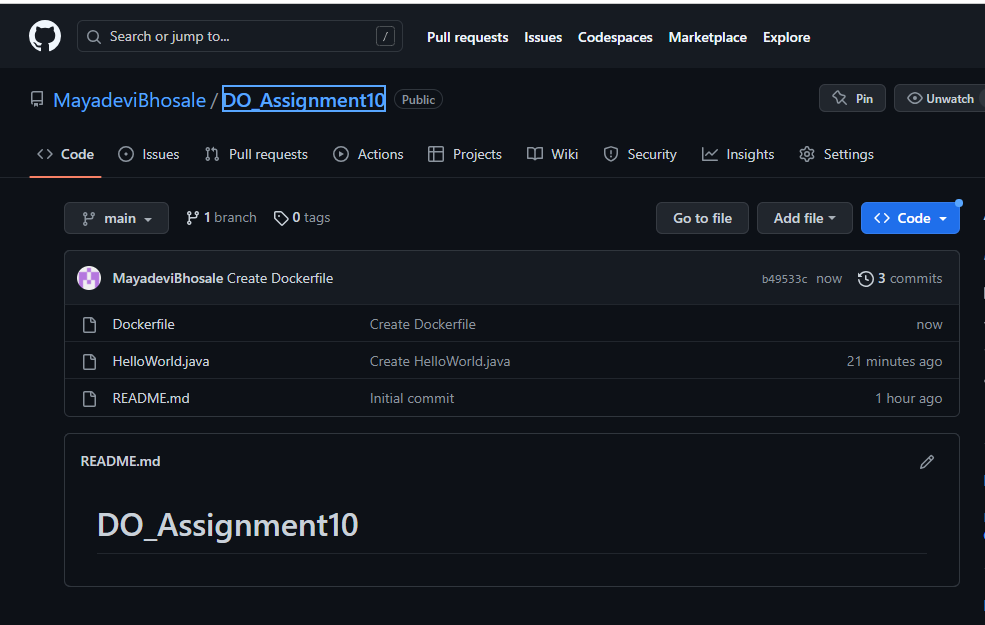 Search or jump to... / Pull requests Issues Codespaces Marketplace Explore
MayadeviBhosale / DO_Assignment10 Public Pin Unwatch
Code Issues Pull requests Actions Projects Wiki Security Insights Settings
main 1 branch 0 tags Go to file Add file Code
MayadeviBhosale Create Dockerfile b49533c now 3 commits
Dockerfile Create Dockerfile now
HelloWorld.java Create HelloWorld.java 21 minutes ago
README.md Initial commit 1 hour ago
README.md
DO_Assignment10